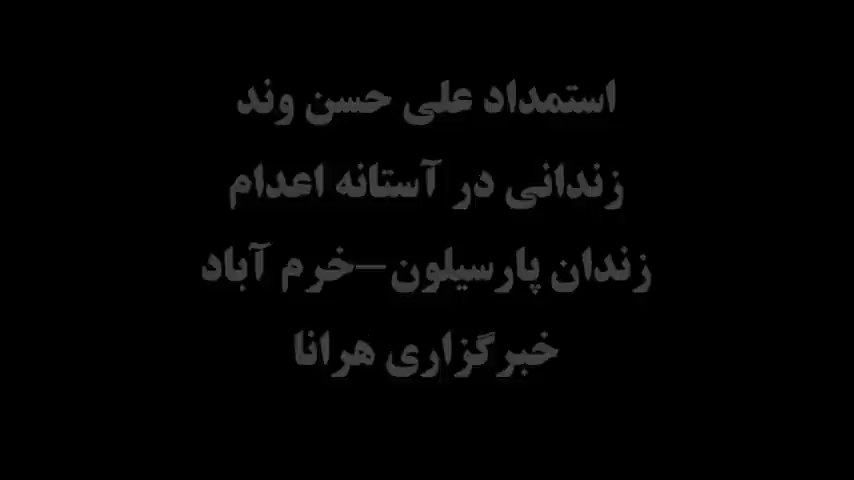 استمداد علی حسن وند
زندانی در آستانه اعدام
زندان پارسیلون-خرم آباد
خبرگزاری هرانا